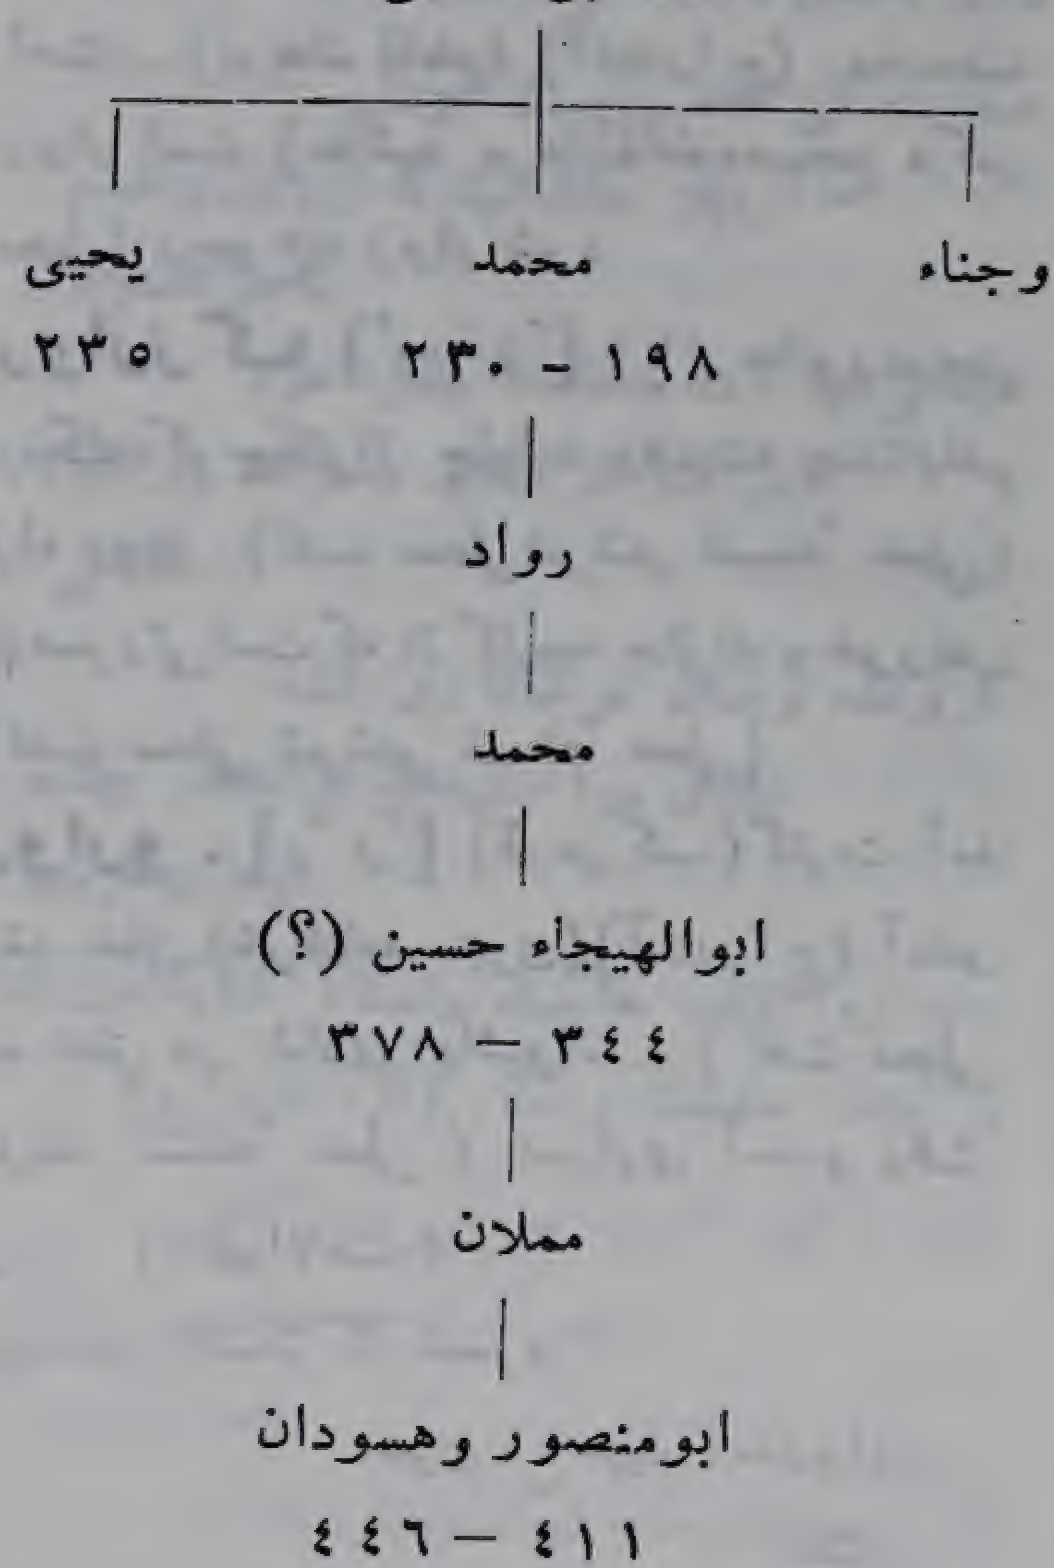 وجناء محمد يحيى
١٩٨ - ٢٣٠ ٢٣٥
رواد
محمد
ابوالهيجاء حسين (؟)
٣٤٤ — ٣٧٨
مملان
ابومنصور وهسودان
٤١١ — ٤٤٦